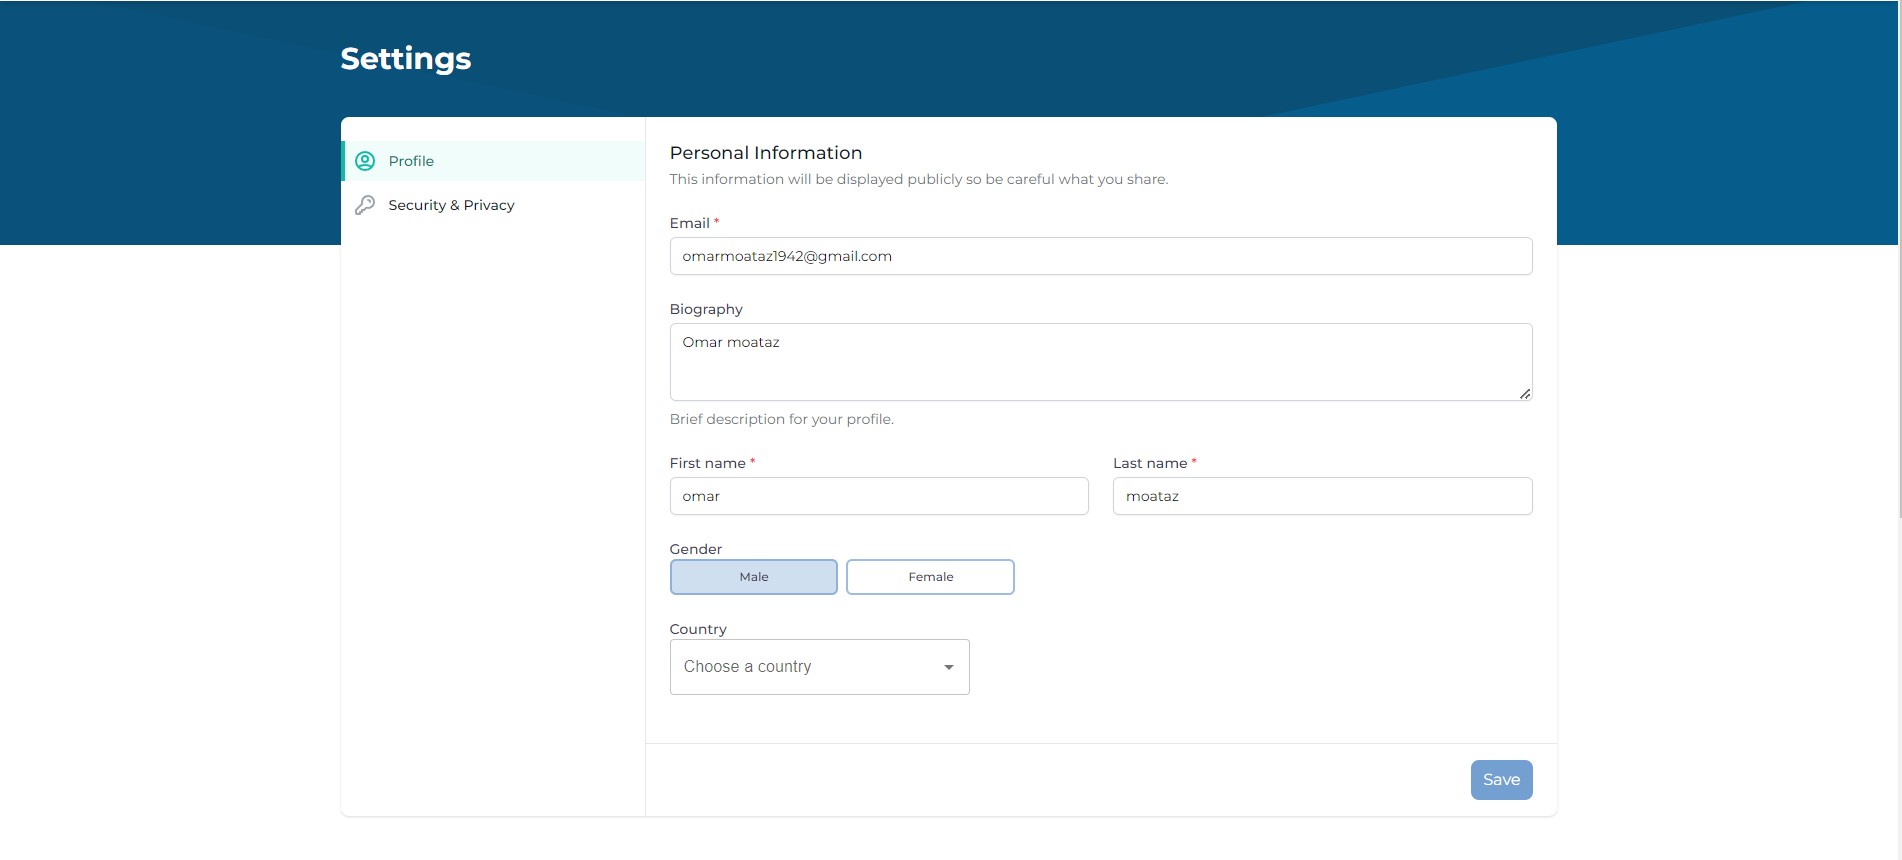 Settings
Profile
Security & Privacy
Personal Information
This information will be displayed publicly so be careful what you share.
Email *
omarmoataz1942@gmail.com
Biography
Omar moataz
Brief description for your profile.
First name *
Last name *
omar
moataz
Gender
Male
Female
Country
Choose a country
Save